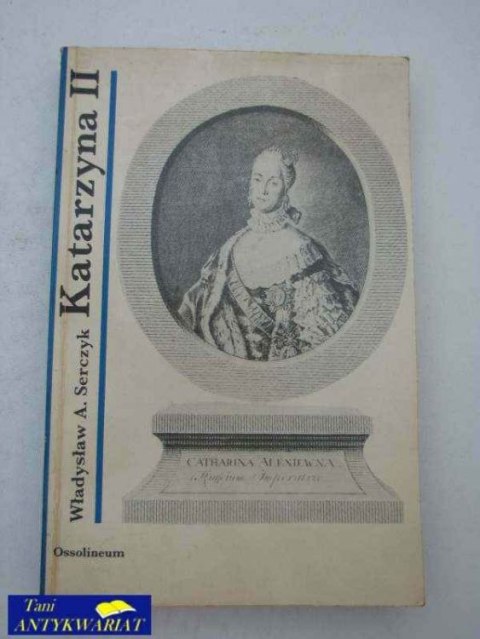 Władysław A. Serczyk
Katarzyna II
CATHARINA ALEXIEWNA
Ossolineum
Tani
ANTYKWARIAT